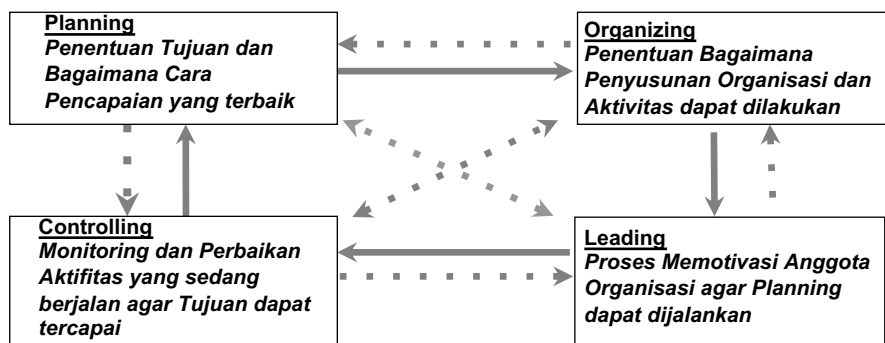 Planning
Penentuan Tujuan dan
Bagaimana Cara
Pencapaian yang terbaik
Organizing
Penentuan Bagaimana
Penyusunan Organisasi dan
Aktivitas dapat dilakukan
Controlling
Monitoring dan Perbaikan
Aktifitas yang sedang
berjalan agar Tujuan dapat
tercapai
Leading
Proses Memotivasi Anggota
Organisasi agar Planning
dapat dijalankan